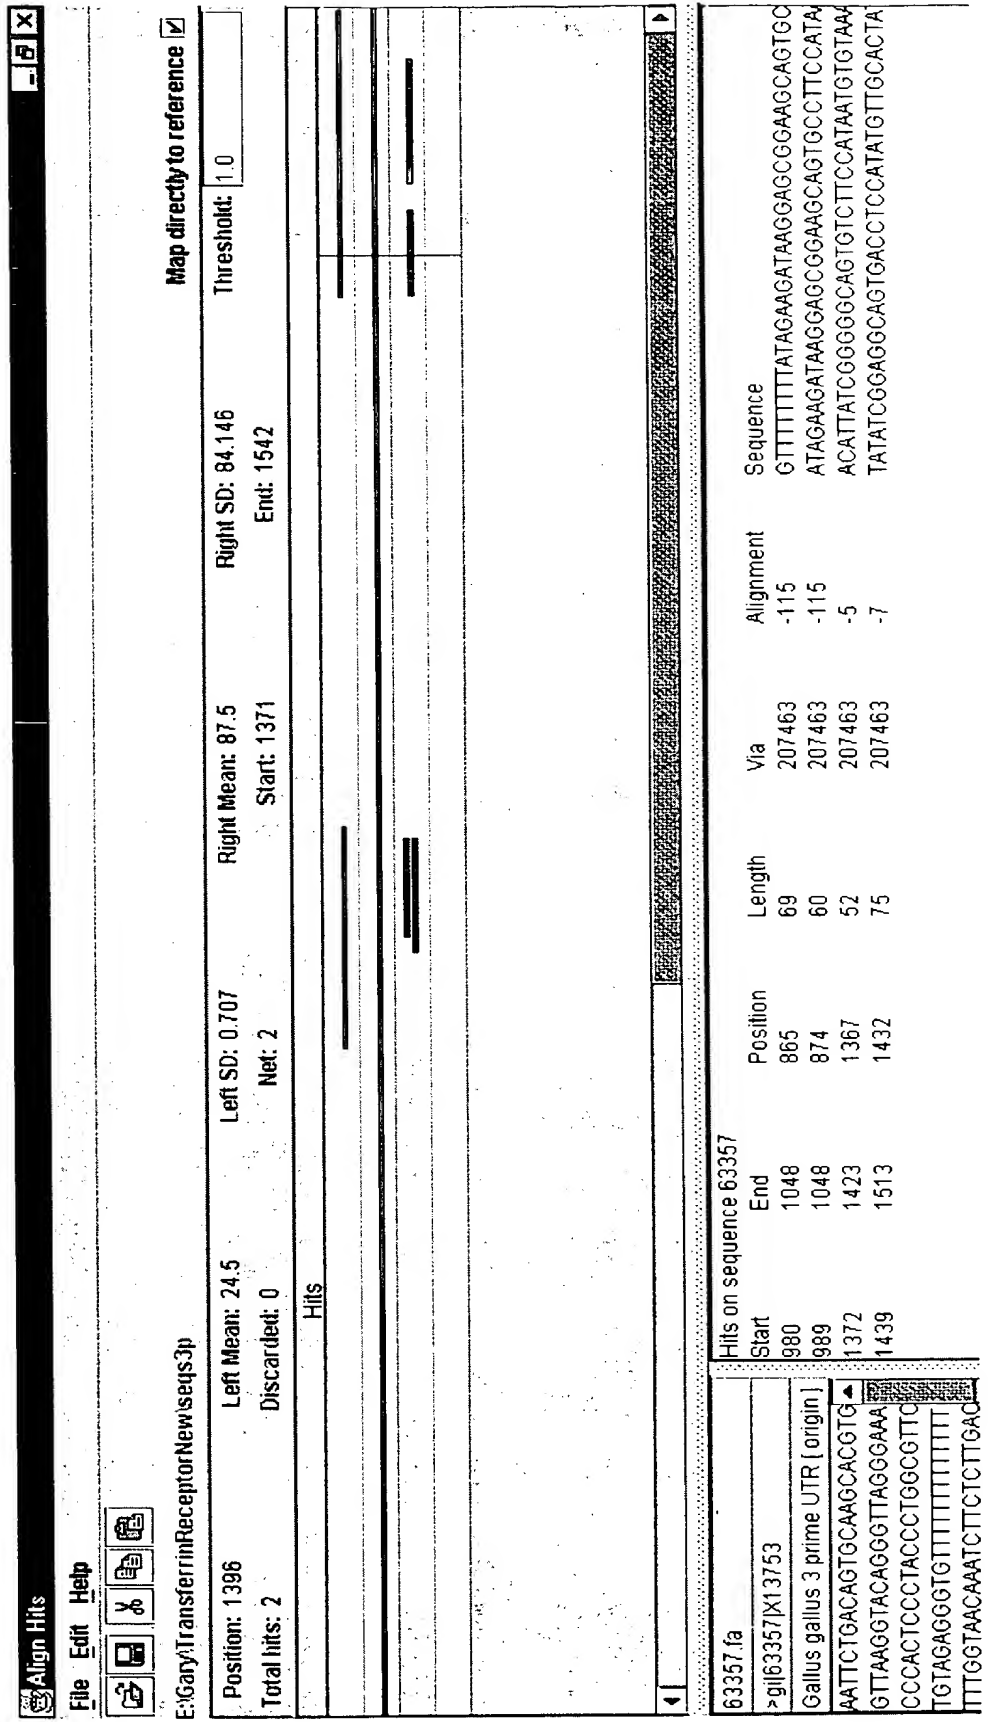 Align Hits
File Edit Help
E:\Gary\TransferrinReceptorNew\seqs3p
Map directly to reference
Position: 1396 Left Mean: 24.5 Left SD: 0.707 Right Mean: 87.5 Right SD: 84.146 Threshold: 1.0
Total hits: 2 Discarded: 0 Net: 2 Start: 1371 End: 1542
Hits
63357.fa
>gi|63357|X13753
Gallus gallus 3 prime UTR [ origin ]
AATTCTGACAGTGCAAGCACGTG
GTTAAGGTACAGGGTTAGGGAAA
CCCACTCCCTACCCTGGCGTTC
TGTAGAGGGTGTTTTTTTTTTTTT
TTTTGGTAACAAATCTTCTCTTGAC
Hits on sequence 63357
Start End Position Length Via Alignment Sequence
980 1048 865 69 207463 -115 GTTTTTTTTATAGAAGATAAGGAGCGGAAGCAGTGC
989 1048 874 60 207463 -115 ATAGAAGATAAGGAGCGGAAGCAGTGCCTTCCATA
1372 1423 1367 52 207463 -5 ACATTATCGGGGGCAGTGTCTTCCATAATGTGTAA
1439 1513 1432 75 207463 -7 TATATCGGAGGCAGTGACCTCCATATGTTGCACTA